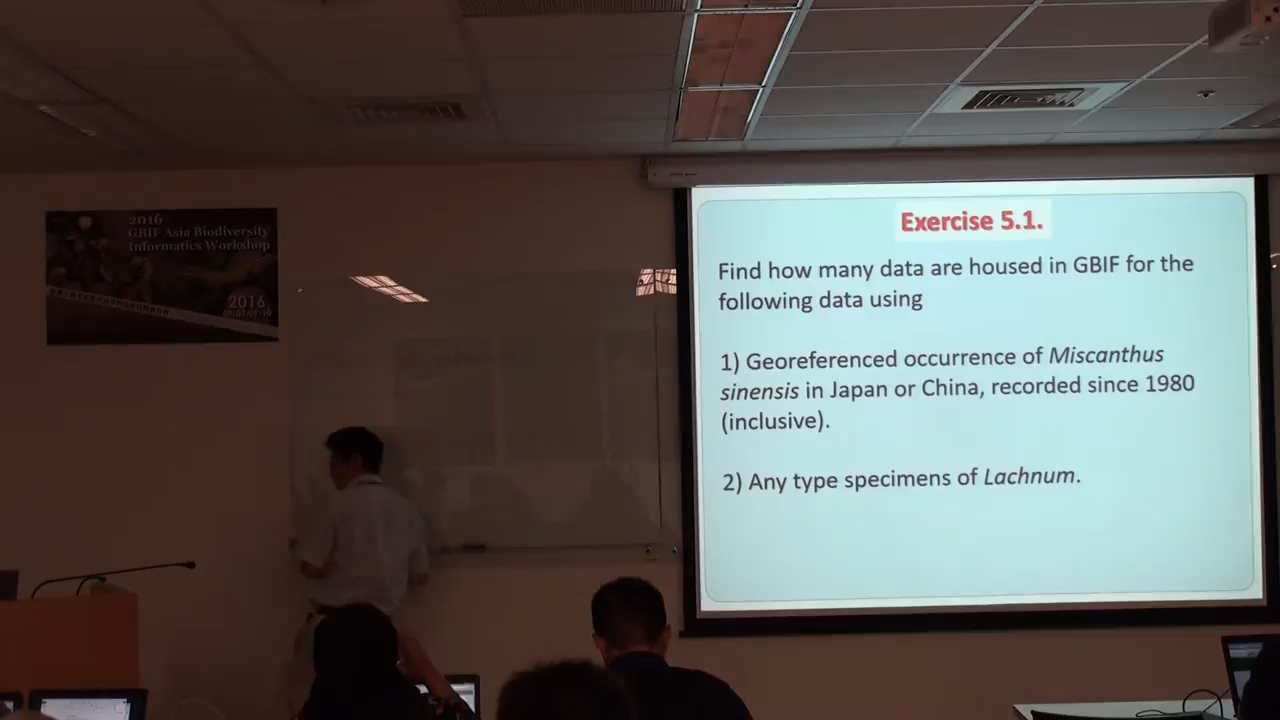 2016
GBIF Asia Biodiversity
Informatics Workshop
2016
Exercise 5.1.
Find how many data are housed in GBIF for the
following data using
1) Georeferenced occurrence of Miscanthus
sinensis in Japan or China, recorded since 1980
(inclusive).
2) Any type specimens of Lachnum.